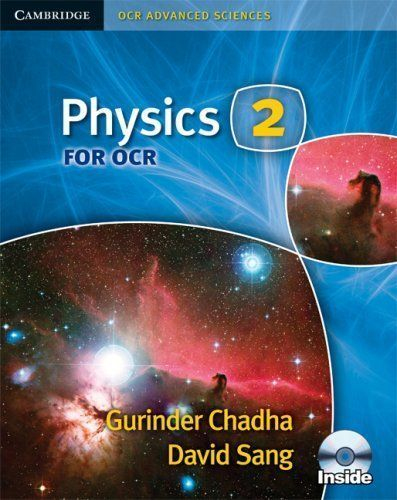 CAMBRIDGE
OCR ADVANCED SCIENCES
Physics 2
FOR OCR
Gurinder Chadha
David Sang
Inside